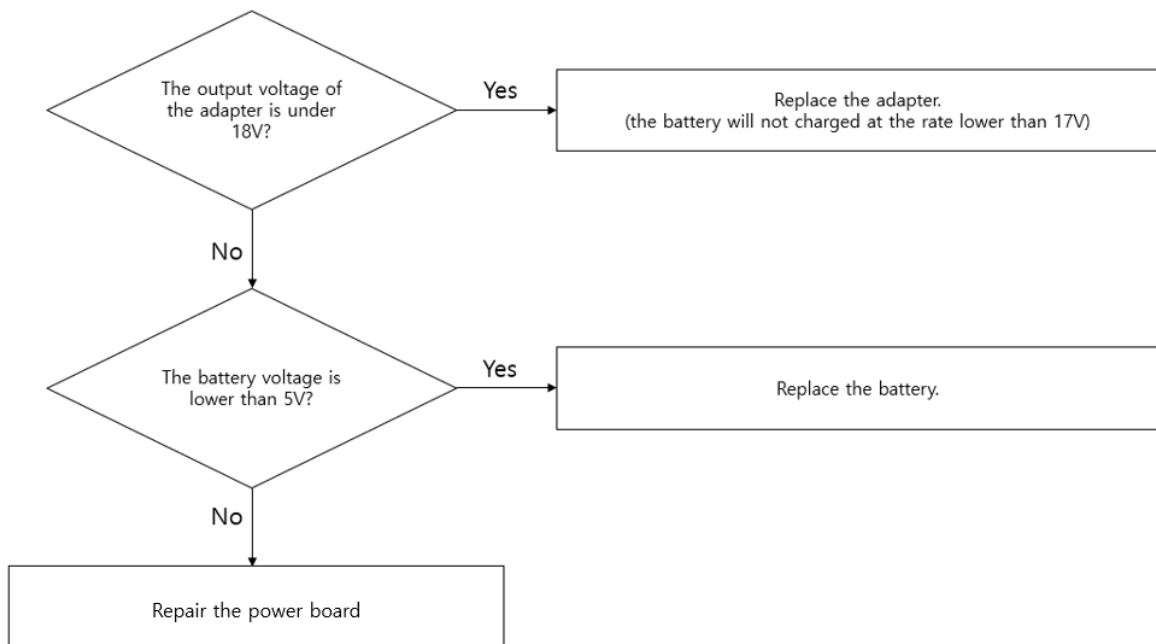 The output voltage of
the adapter is under
18V?
Yes
Replace the adapter.
(the battery will not charged at the rate lower than 17V)
No
The battery voltage is
lower than 5V?
Yes
Replace the battery.
No
Repair the power board